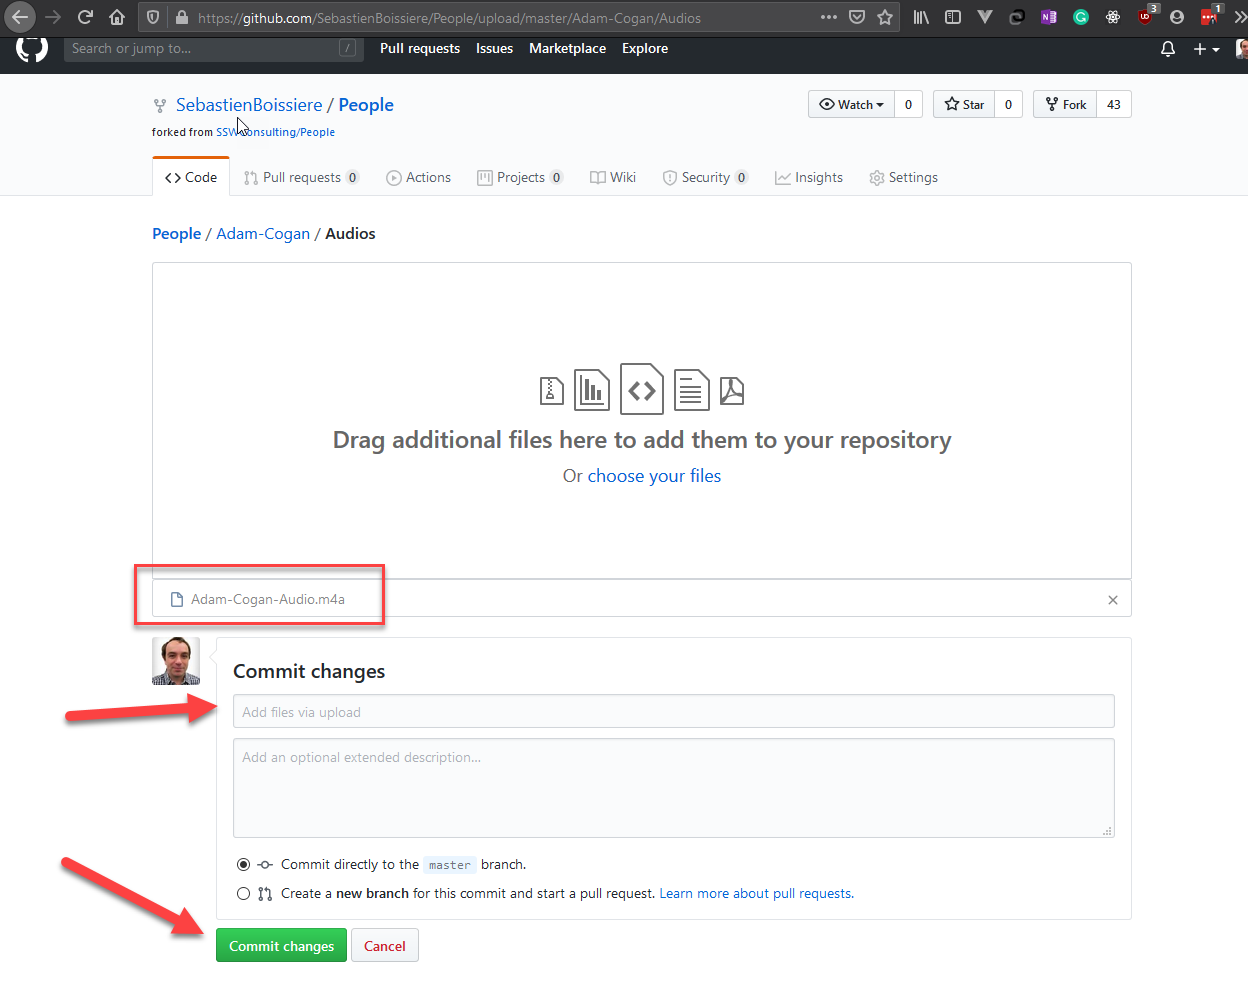 https://github.com/SebastienBoissiere/People/upload/master/Adam-Cogan/Audios
N
G
UD
3
1
Search or jump to...
/
Pull requests Issues Marketplace Explore
SebastienBoissiere / People
Watch 0 Star 0 Fork 43
forked from SSWConsulting/People
Code Pull requests 0 Actions Projects 0 Wiki Security 0 Insights Settings
People / Adam-Cogan / Audios
Drag additional files here to add them to your repository
Or choose your files
Adam-Cogan-Audio.m4a
Commit changes
Add files via upload
Add an optional extended description...
Commit directly to the master branch.
Create a new branch for this commit and start a pull request. Learn more about pull requests.
Commit changes Cancel